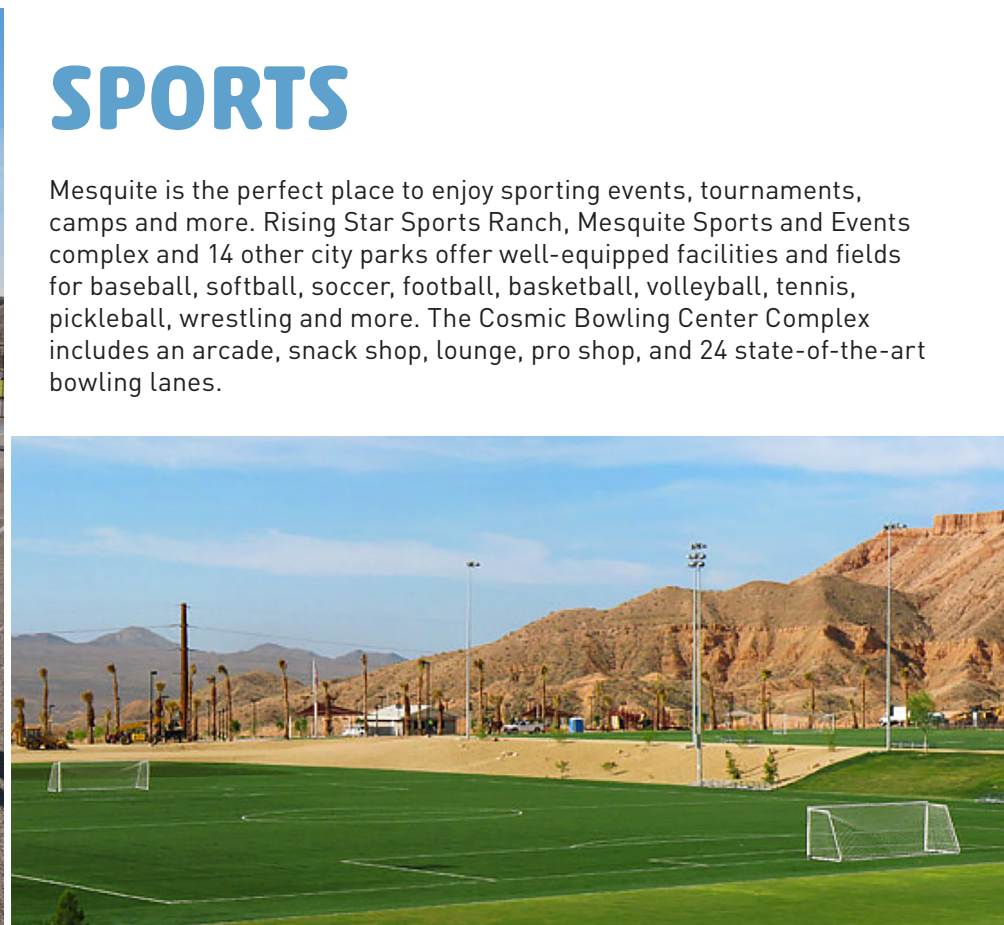 SPORTS
Mesquite is the perfect place to enjoy sporting events, tournaments,
camps and more. Rising Star Sports Ranch, Mesquite Sports and Events
complex and 14 other city parks offer well-equipped facilities and fields
for baseball, softball, soccer, football, basketball, volleyball, tennis,
pickleball, wrestling and more. The Cosmic Bowling Center Complex
includes an arcade, snack shop, lounge, pro shop, and 24 state-of-the-art
bowling lanes.